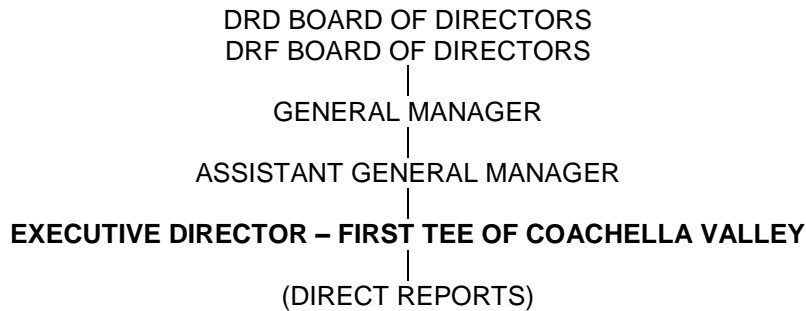 DRD BOARD OF DIRECTORS
DRF BOARD OF DIRECTORS
GENERAL MANAGER
ASSISTANT GENERAL MANAGER
EXECUTIVE DIRECTOR – FIRST TEE OF COACHELLA VALLEY
(DIRECT REPORTS)